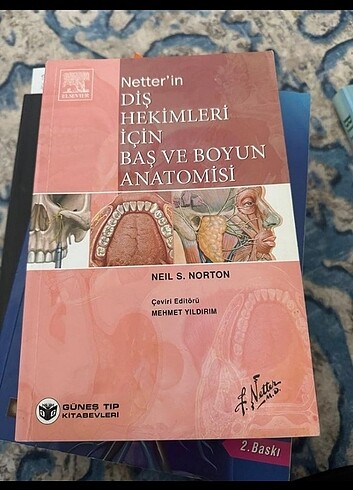 ELSEVIER
Netter'in
DİŞ
HEKİMLERİ
İÇİN
BAŞ VE BOYUN
ANATOMİSİ
NEIL S. NORTON
Çeviri Editörü
MEHMET YILDIRIM
GÜNEŞ TIP
KİTABEVLERİ
F. Netter
M.D.
2.Baskı